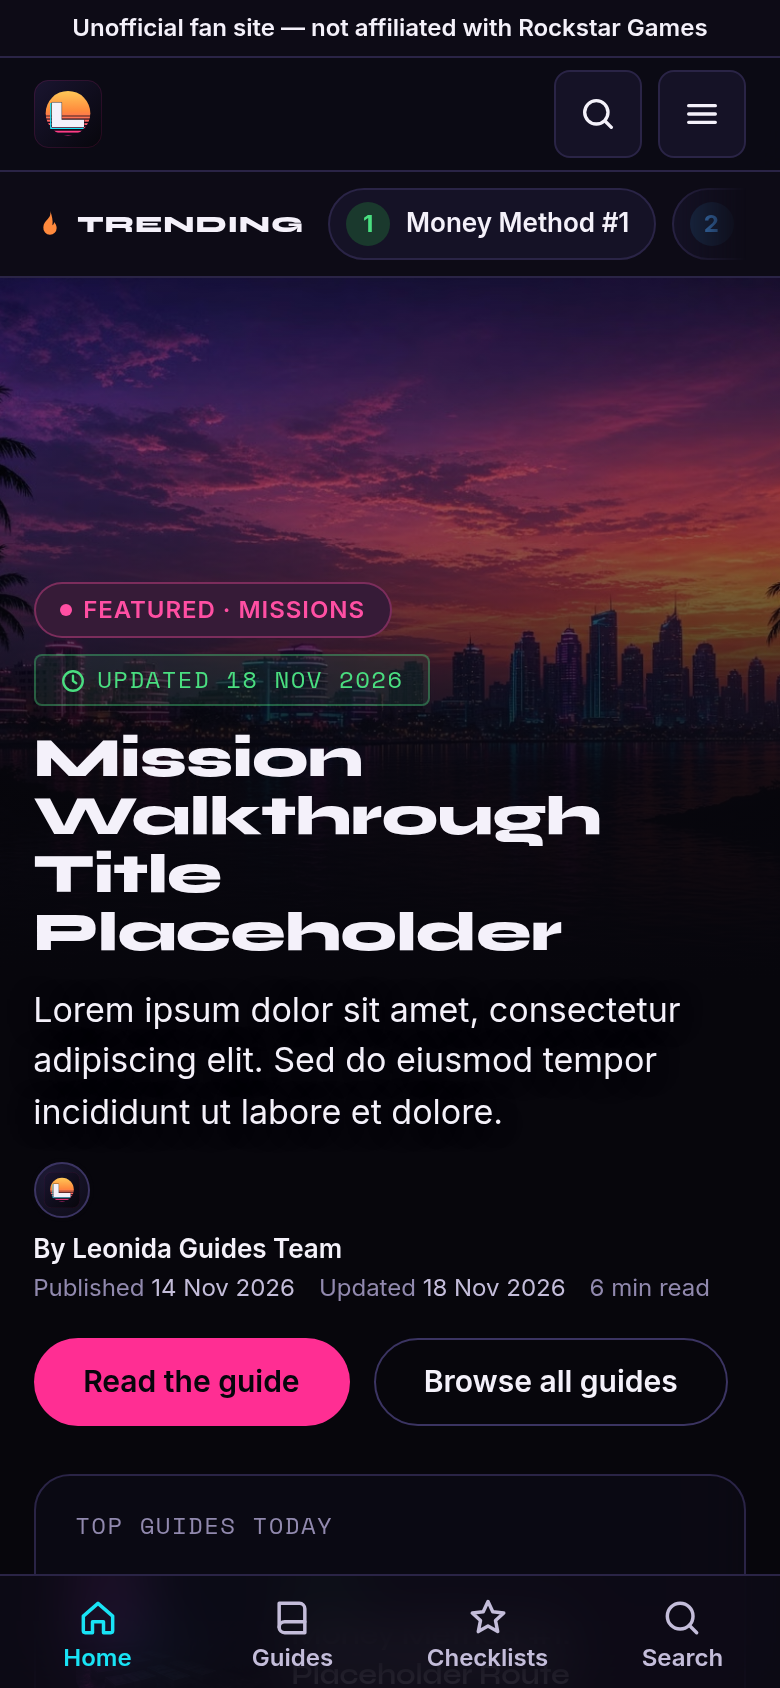 Unofficial fan site — not affiliated with Rockstar Games
L
TRENDING
1 Money Method #1
2
FEATURED · MISSIONS
UPDATED 18 NOV 2026
Mission
Walkthrough
Title
Placeholder
Lorem ipsum dolor sit amet, consectetur
adipiscing elit. Sed do eiusmod tempor
incididunt ut labore et dolore.
L
By Leonida Guides Team
Published 14 Nov 2026 Updated 18 Nov 2026 6 min read
Read the guide
Browse all guides
TOP GUIDES TODAY
Home
Guides
Checklists
Search
Placeholder Route